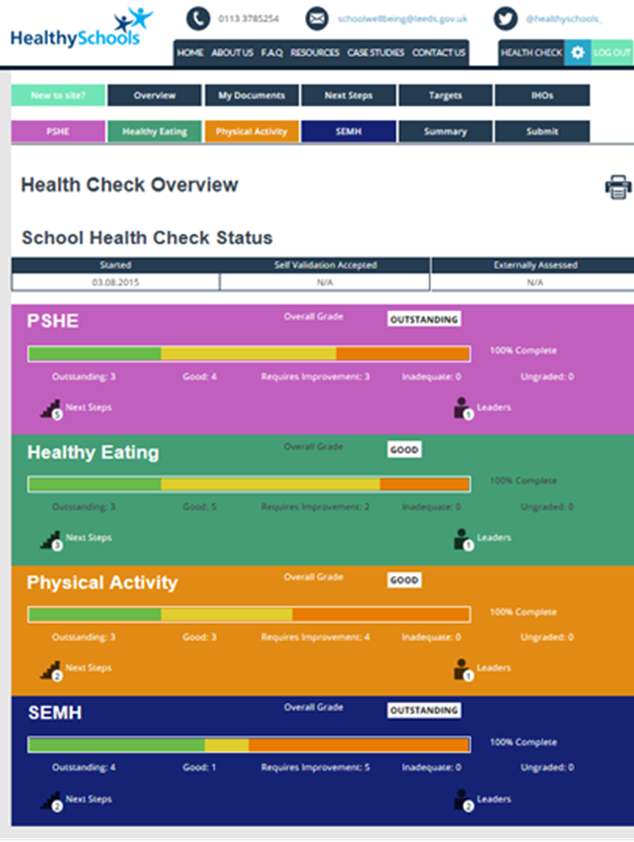 HealthySchools
0113 3785254 schoolwellbeing@leeds.gov.uk @healthyschools_
HOME ABOUT US F.A.Q RESOURCES CASE STUDIES CONTACT US HEALTH CHECK LOG OUT
New to site? Overview My Documents Next Steps Targets IHOs
PSHE Healthy Eating Physical Activity SEMH Summary Submit
Health Check Overview
School Health Check Status
Started Self Validation Accepted Externally Assessed
03.08.2015 N/A N/A
PSHE Overall Grade OUTSTANDING
100% Complete
Outstanding: 3 Good: 4 Requires Improvement: 3 Inadequate: 0 Ungraded: 0
5 Next Steps 1 Leaders
Healthy Eating Overall Grade GOOD
100% Complete
Outstanding: 3 Good: 5 Requires Improvement: 2 Inadequate: 0 Ungraded: 0
3 Next Steps 1 Leaders
Physical Activity Overall Grade GOOD
100% Complete
Outstanding: 3 Good: 3 Requires Improvement: 4 Inadequate: 0 Ungraded: 0
2 Next Steps 1 Leaders
SEMH Overall Grade OUTSTANDING
100% Complete
Outstanding: 4 Good: 1 Requires Improvement: 5 Inadequate: 0 Ungraded: 0
2 Next Steps 2 Leaders